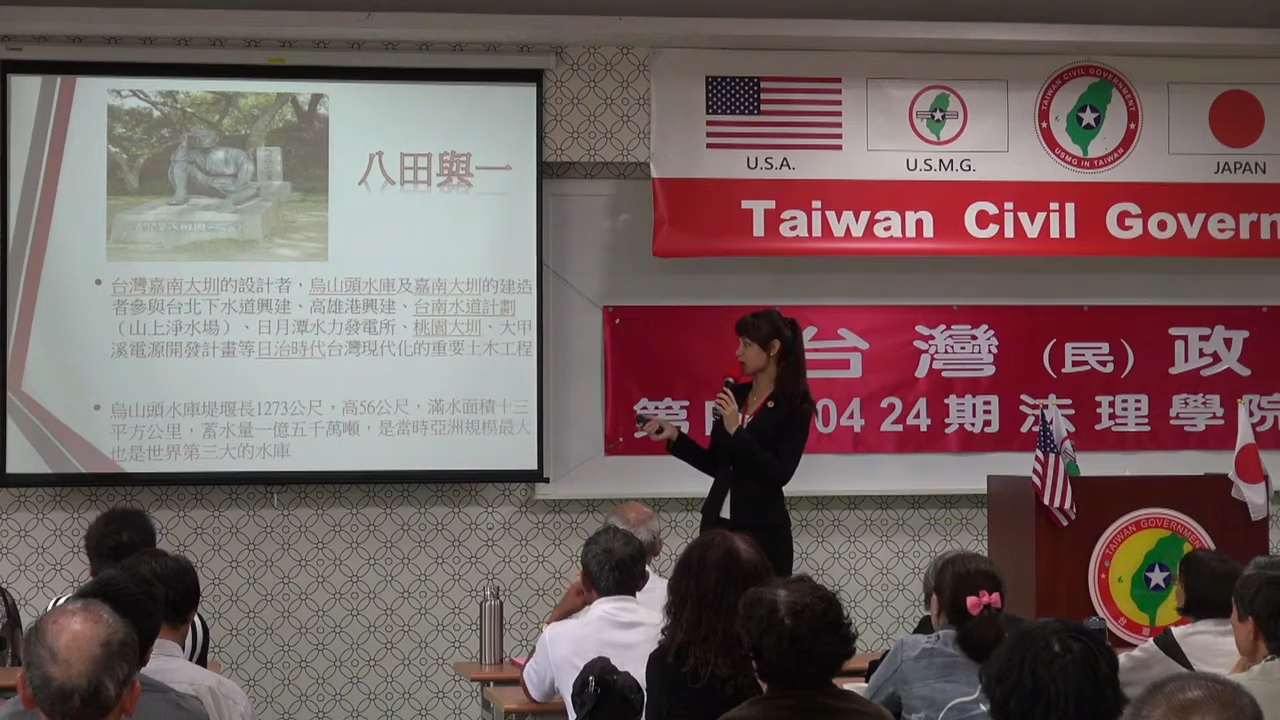 八田與一
台灣嘉南大圳的設計者，烏山頭水庫及嘉南大圳的建造
者參與台北下水道興建、高雄港興建、台南水道計劃
（山上淨水場）、日月潭水力發電所、桃園大圳、大甲
溪電源開發計畫等日治時代台灣現代化的重要土木工程
烏山頭水庫堤堰長1273公尺，高56公尺，滿水面積十三
平方公里，蓄水量一億五千萬噸，是當時亞洲規模最大
也是世界第三大的水庫
U.S.A.
U.S.M.G.
TAIWAN CIVIL GOVERNMENT
USMG IN TAIWAN
JAPAN
Taiwan Civil Govern
台灣(民)政
第 04 24期法理學院
TAIWAN GOVERNMENT